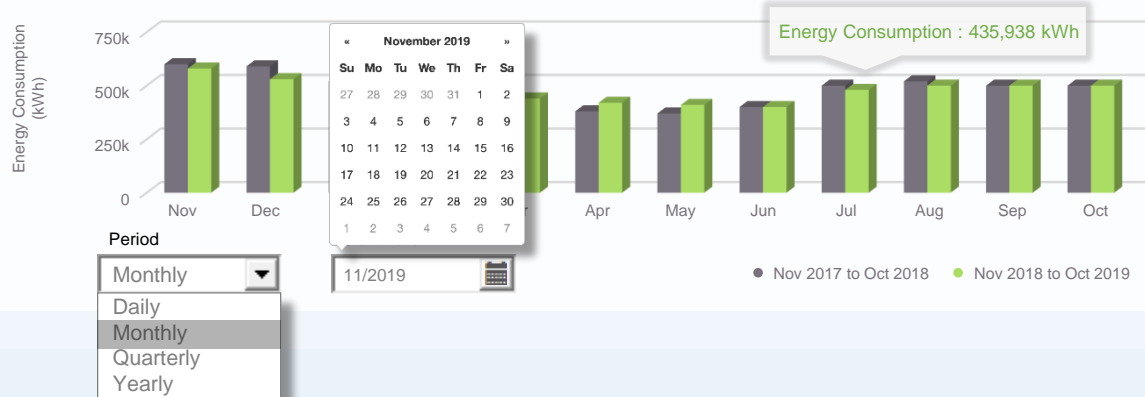 Energy Consumption
(kWh)
750k
500k
250k
0
Energy Consumption : 435,938 kWh
« November 2019 »
Su Mo Tu We Th Fr Sa
27 28 29 30 31 1 2
3 4 5 6 7 8 9
10 11 12 13 14 15 16
17 18 19 20 21 22 23
24 25 26 27 28 29 30
1 2 3 4 5 6 7
Nov Dec Apr May Jun Jul Aug Sep Oct
Period
Monthly
11/2019
Nov 2017 to Oct 2018 Nov 2018 to Oct 2019
Daily
Monthly
Quarterly
Yearly